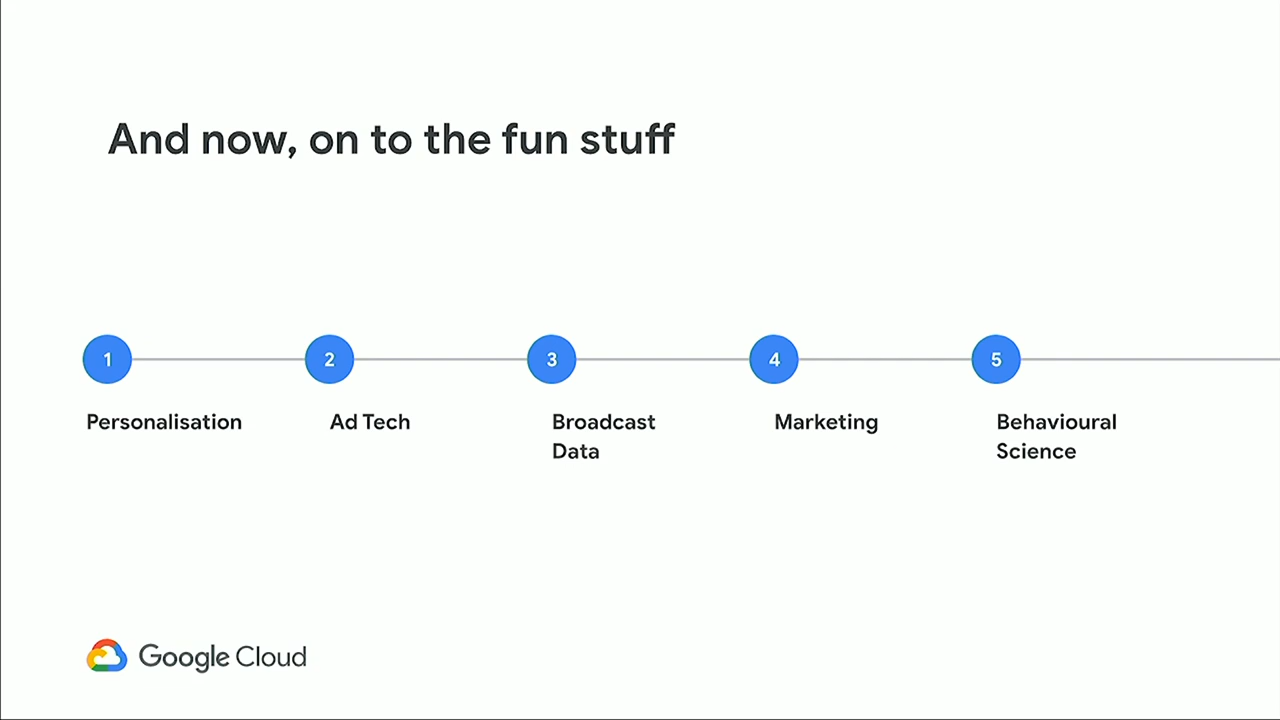 And now, on to the fun stuff
1
2
3
4
5
Personalisation
Ad Tech
Broadcast
Data
Marketing
Behavioural
Science
Google Cloud